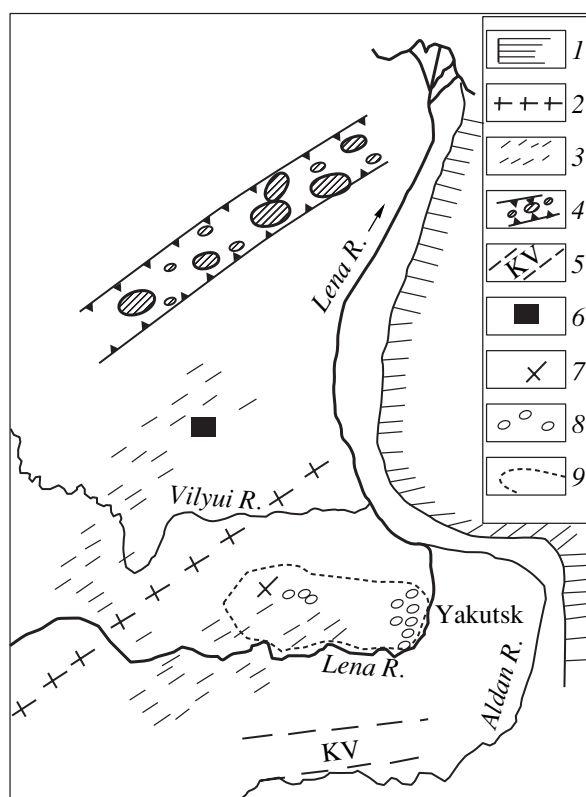 1
2
3
4
KV
5
6
7
8
9
Lena R.
Vilyui R.
Yakutsk
Lena R.
Aldan R.
KV